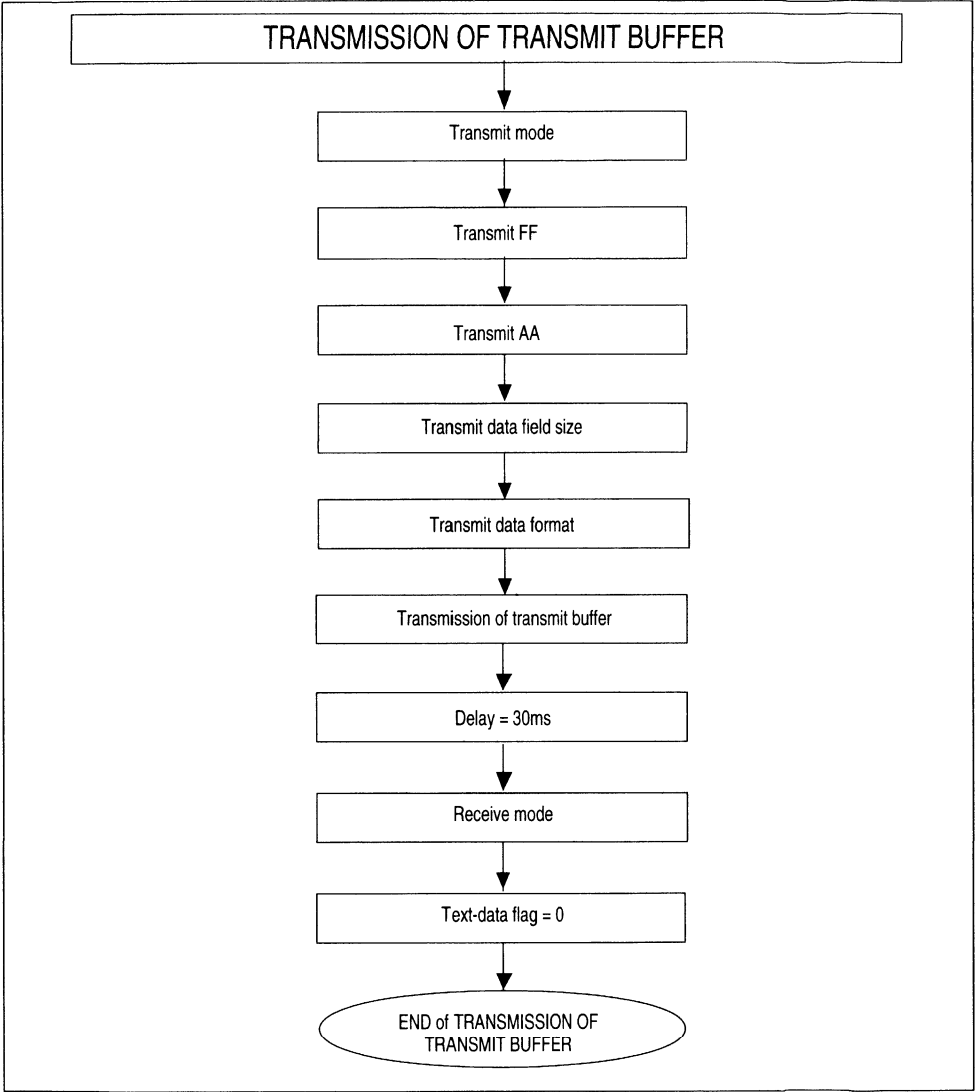 TRANSMISSION OF TRANSMIT BUFFER
Transmit mode
Transmit FF
Transmit AA
Transmit data field size
Transmit data format
Transmission of transmit buffer
Delay = 30ms
Receive mode
Text-data flag = 0
END of TRANSMISSION OF
TRANSMIT BUFFER